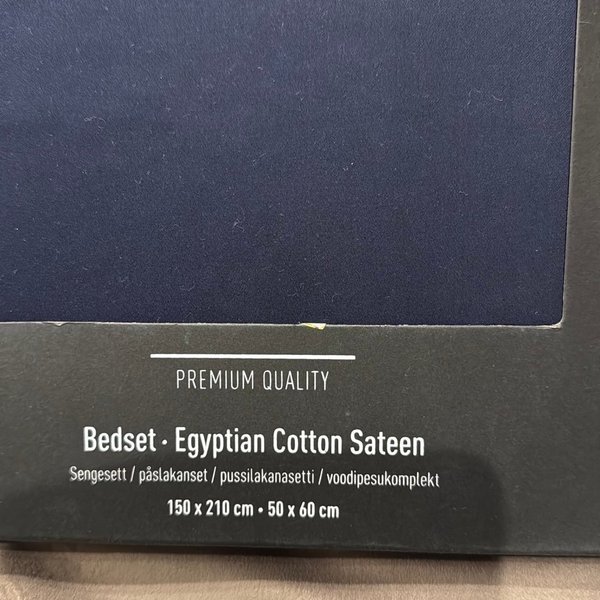 PREMIUM QUALITY
Bedset · Egyptian Cotton Sateen
Sengesett / påslakanset / pussilakanasetti / voodipesukomplekt
150 x 210 cm · 50 x 60 cm